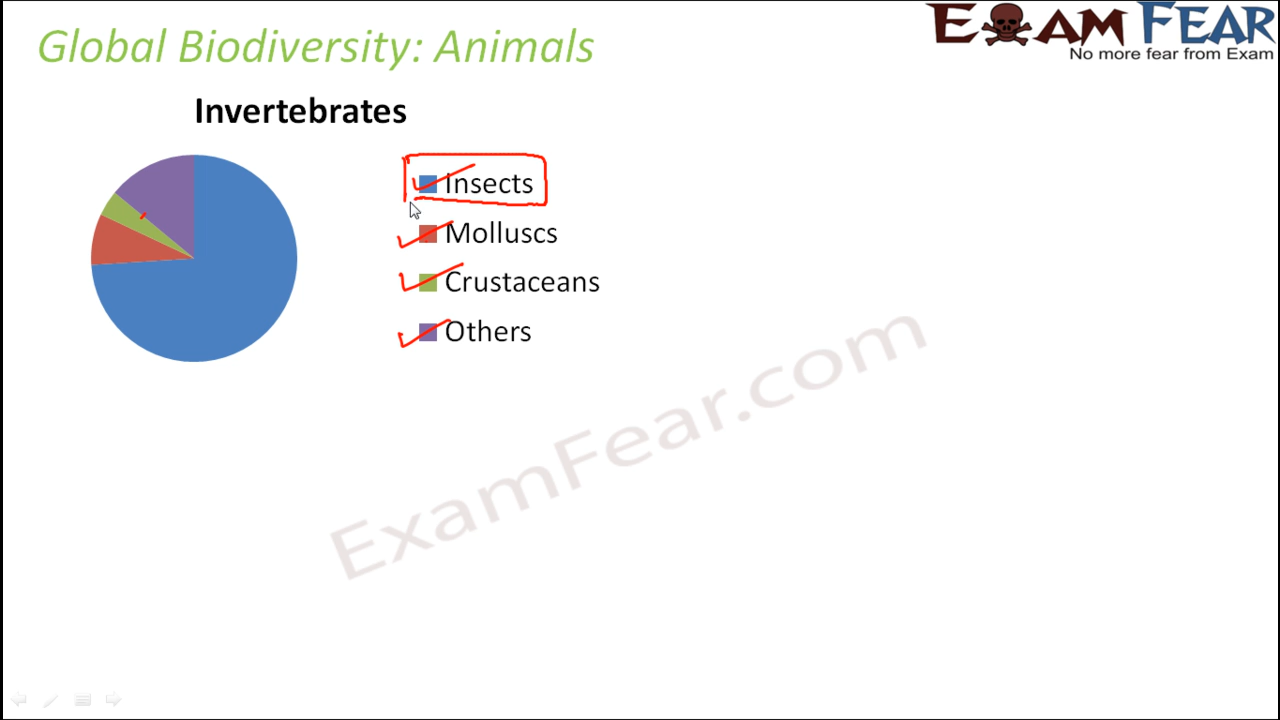 Global Biodiversity: Animals
EXAM FEAR
No more fear from Exam
Invertebrates
Insects
Molluscs
Crustaceans
Others
ExamFear.com